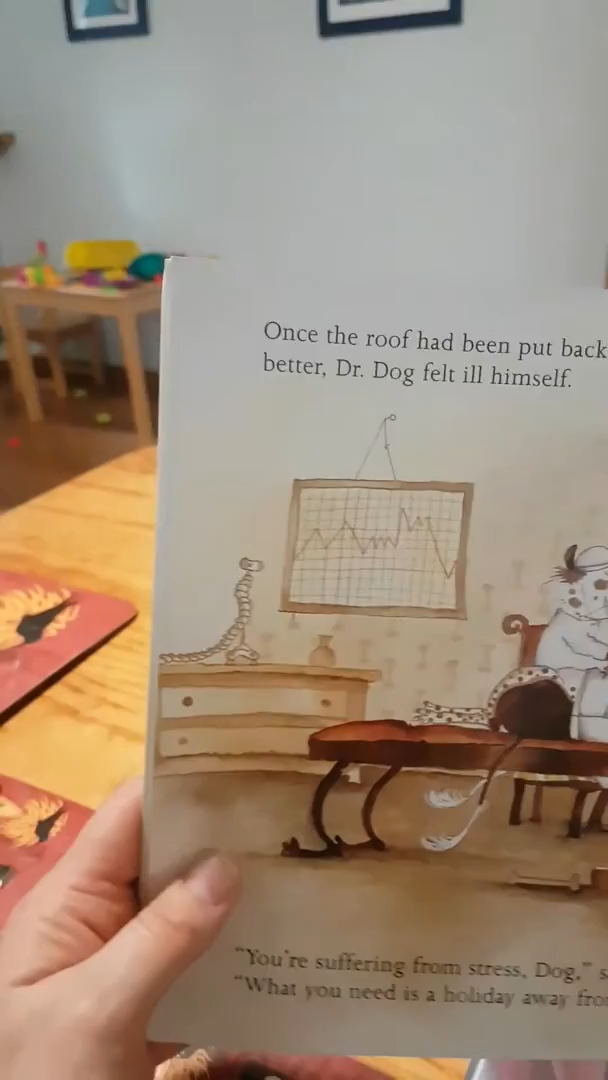 Once the roof had been put back
better, Dr. Dog felt ill himself.
"You're suffering from stress, Dog,"
"What you need is a holiday away